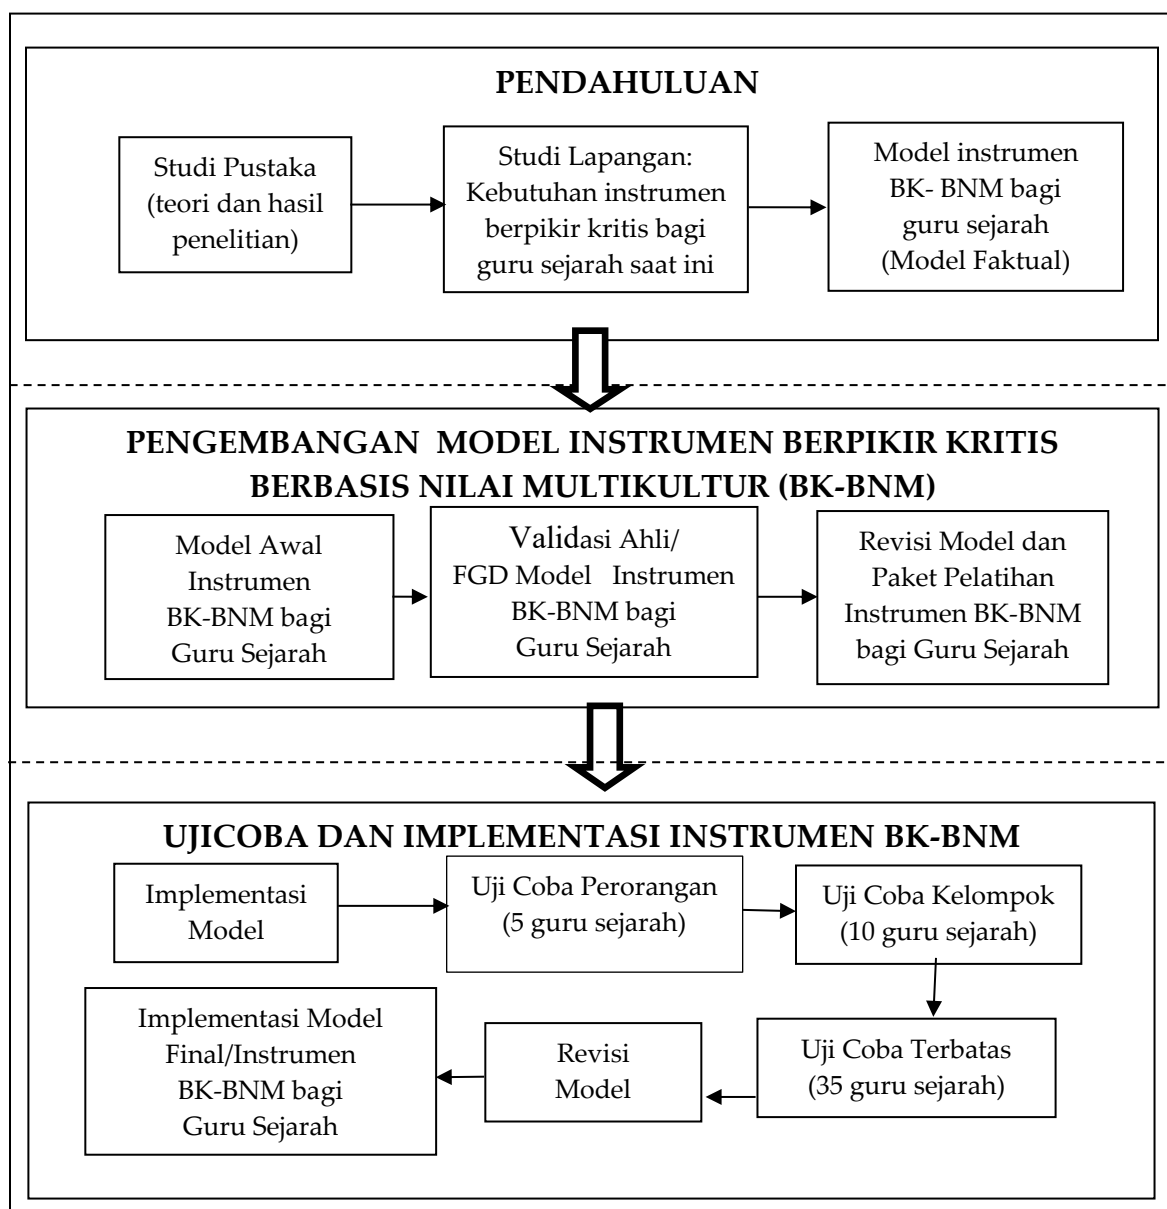 PENDAHULUAN
Studi Pustaka
(teori dan hasil
penelitian)
Studi Lapangan:
Kebutuhan instrumen
berpikir kritis bagi
guru sejarah saat ini
Model instrumen
BK- BNM bagi
guru sejarah
(Model Faktual)
PENGEMBANGAN MODEL INSTRUMEN BERPIKIR KRITIS
BERBASIS NILAI MULTIKULTUR (BK-BNM)
Model Awal
Instrumen
BK-BNM bagi
Guru Sejarah
Validasi Ahli/
FGD Model Instrumen
BK-BNM bagi
Guru Sejarah
Revisi Model dan
Paket Pelatihan
Instrumen BK-BNM
bagi Guru Sejarah
UJICOBA DAN IMPLEMENTASI INSTRUMEN BK-BNM
Implementasi
Model
Uji Coba Perorangan
(5 guru sejarah)
Uji Coba Kelompok
(10 guru sejarah)
Uji Coba Terbatas
(35 guru sejarah)
Revisi
Model
Implementasi Model
Final/Instrumen
BK-BNM bagi
Guru Sejarah